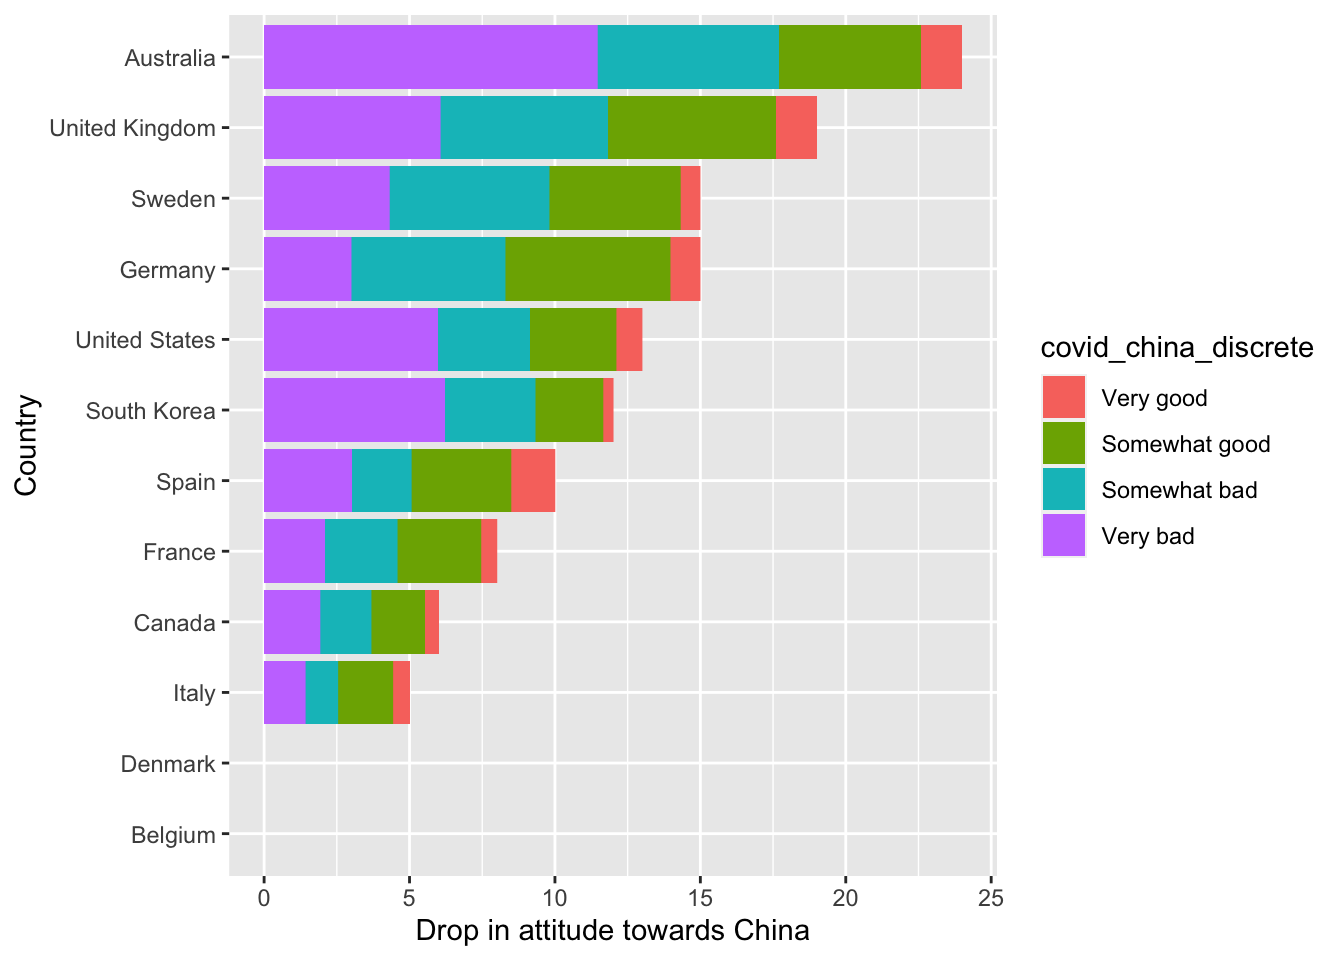 Australia
United Kingdom
Sweden
Germany
United States
South Korea
Spain
France
Canada
Italy
Denmark
Belgium
Country
0 5 10 15 20 25
Drop in attitude towards China
covid_china_discrete
Very good
Somewhat good
Somewhat bad
Very bad